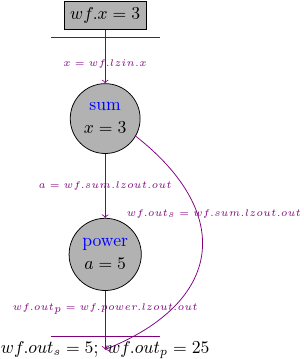 wf.x = 3
x = wf.lzin.x
sum
x = 3
a = wf.sum.lzout.out
wf.out_s = wf.sum.lzout.out
power
a = 5
wf.out_p = wf.power.lzout.out
wf.out_s = 5; wf.out_p = 25